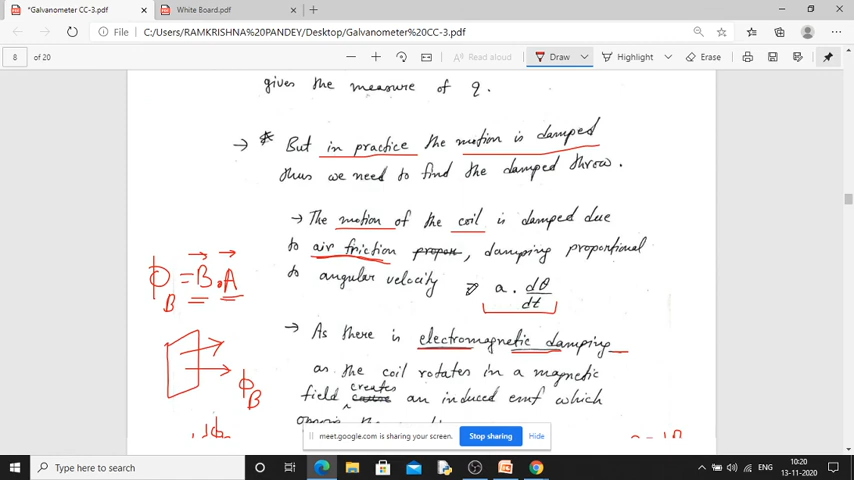 *Galvanometer CC-3.pdf
White Board.pdf
C:/Users/RAMKRISHNA%20PANDEY/Desktop/Galvanometer%20CC-3.pdf
8 of 20
Read aloud
Draw
Highlight
Erase
gives the measure of q.
→ * But in practice the motion is damped
thus we need to find the damped throw.
→ The motion of the coil is damped due
to air friction , damping proportional
to angular velocity ⇒ a . dθ/dt
Φ_B = B⃗ . A⃗
→ As there is electromagnetic damping
as the coil rotates in a magnetic
field creates an induced emf which
Φ_B
meet.google.com is sharing your screen.
Stop sharing
Hide
Type here to search
ENG
10:20
13-11-2020